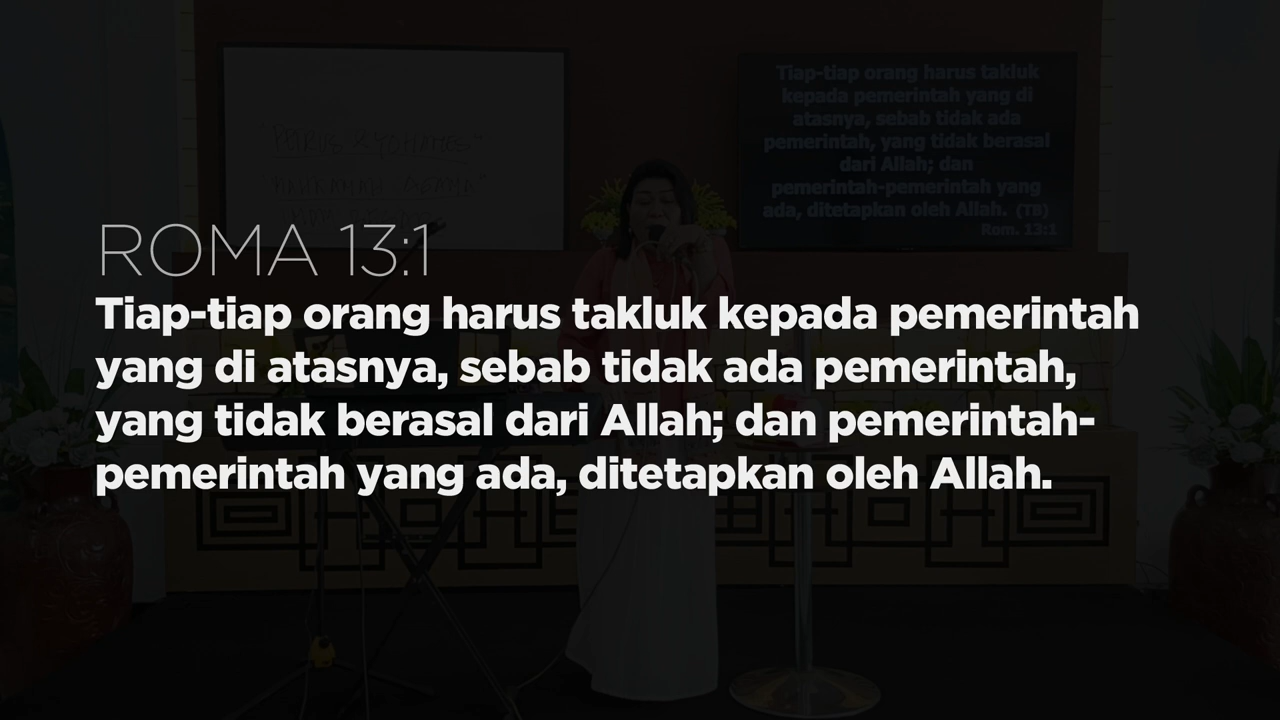 Tiap-tiap orang harus takluk
kepada pemerintah yang di
atasnya, sebab tidak ada
pemerintah, yang tidak berasal
dari Allah; dan
pemerintah-pemerintah yang
ada, ditetapkan oleh Allah. (TB)
Rom. 13:1
ROMA 13:1
Tiap-tiap orang harus takluk kepada pemerintah
yang di atasnya, sebab tidak ada pemerintah,
yang tidak berasal dari Allah; dan pemerintah-
pemerintah yang ada, ditetapkan oleh Allah.